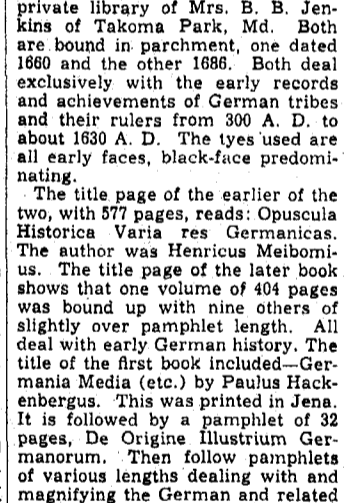 private library of Mrs. B. B. Jen-
kins of Takoma Park, Md. Both
are bound in parchment, one dated
1660 and the other 1686. Both deal
exclusively with the early records
and achievements of German tribes
and their rulers from 300 A. D. to
about 1630 A. D. The tyes used are
all early faces, black-face predomi-
nating.
The title page of the earlier of the
two, with 577 pages, reads: Opuscula
Historica Varia res Germanicas.
The author was Henricus Meibomi-
us. The title page of the later book
shows that one volume of 404 pages
was bound up with nine others of
slightly over pamphlet length. All
deal with early German history. The
title of the first book included—Ger-
mania Media (etc.) by Paulus Hack-
enbergus. This was printed in Jena.
It is followed by a pamphlet of 32
pages, De Origine Illustrium Ger-
manorum. Then follow pamphlets
of various lengths dealing with and
magnifying the German and related